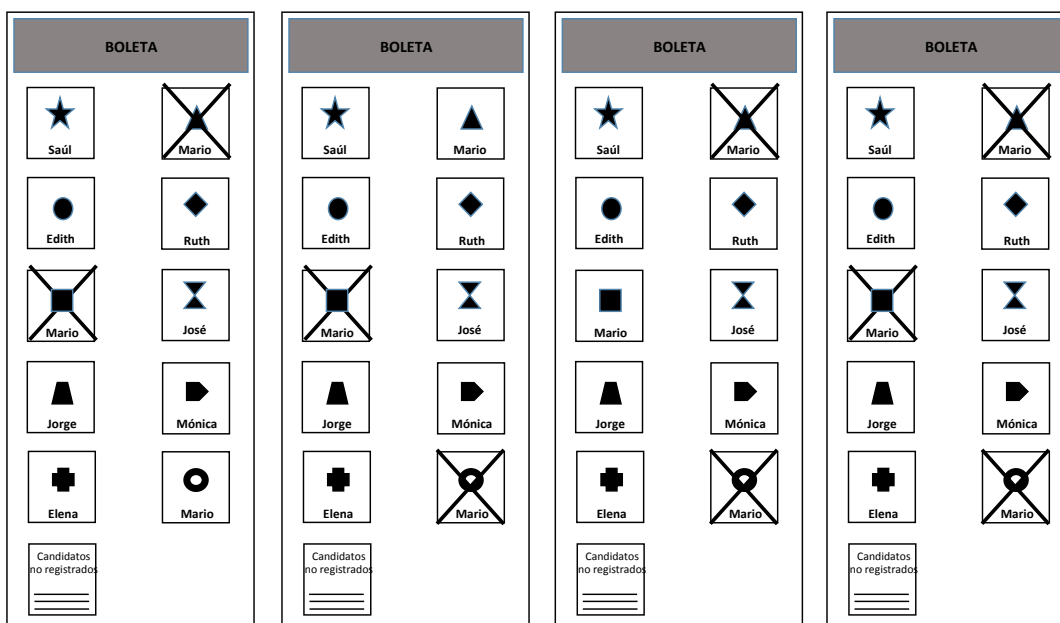 BOLETA
Saúl Mario
Edith Ruth
Mario José
Jorge Mónica
Elena Mario
Candidatos
no registrados
BOLETA
Saúl Mario
Edith Ruth
Mario José
Jorge Mónica
Elena Mario
Candidatos
no registrados
BOLETA
Saúl Mario
Edith Ruth
Mario José
Jorge Mónica
Elena Mario
Candidatos
no registrados
BOLETA
Saúl Mario
Edith Ruth
Mario José
Jorge Mónica
Elena Mario
Candidatos
no registrados